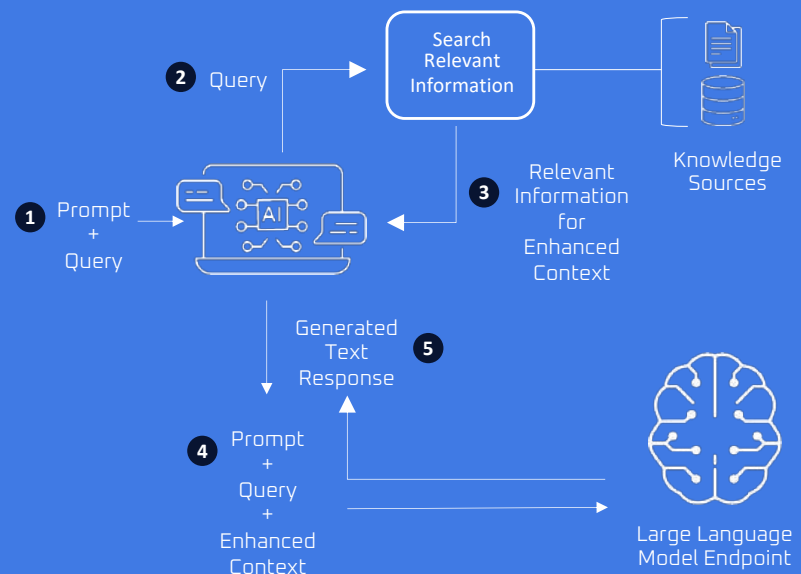 Search
Relevant
Information
2
Query
Knowledge
Sources
1
Prompt
+
Query
AI
3
Relevant
Information
for
Enhanced
Context
Generated
Text
Response
5
4
Prompt
+
Query
+
Enhanced
Context
Large Language
Model Endpoint